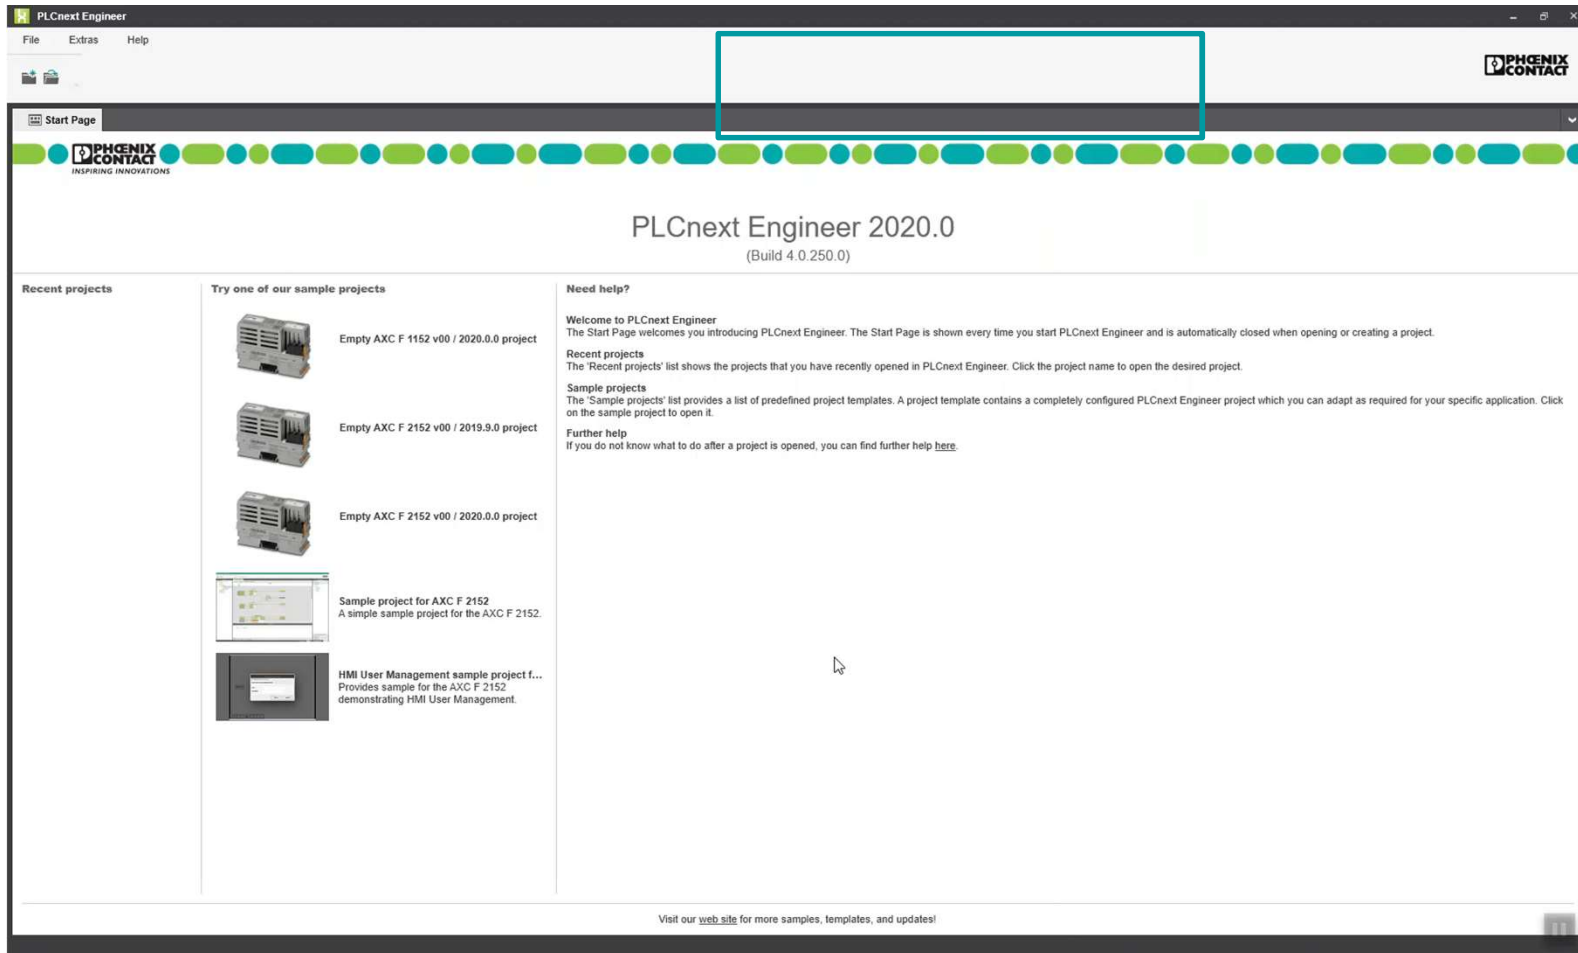 PLCnext Engineer
File Extras Help
PHŒNIX
CONTACT
Start Page
PHŒNIX
CONTACT
INSPIRING INNOVATIONS
PLCnext Engineer 2020.0
(Build 4.0.250.0)
Recent projects
Try one of our sample projects
Empty AXC F 1152 v00 / 2020.0.0 project
Empty AXC F 2152 v00 / 2019.9.0 project
Empty AXC F 2152 v00 / 2020.0.0 project
Sample project for AXC F 2152
A simple sample project for the AXC F 2152.
HMI User Management sample project f...
Provides sample for the AXC F 2152
demonstrating HMI User Management.
Need help?
Welcome to PLCnext Engineer
The Start Page welcomes you introducing PLCnext Engineer. The Start Page is shown every time you start PLCnext Engineer and is automatically closed when opening or creating a project.
Recent projects
The 'Recent projects' list shows the projects that you have recently opened in PLCnext Engineer. Click the project name to open the desired project.
Sample projects
The 'Sample projects' list provides a list of predefined project templates. A project template contains a completely configured PLCnext Engineer project which you can adapt as required for your specific application. Click
on the sample project to open it.
Further help
If you do not know what to do after a project is opened, you can find further help here.
Visit our web site for more samples, templates, and updates!